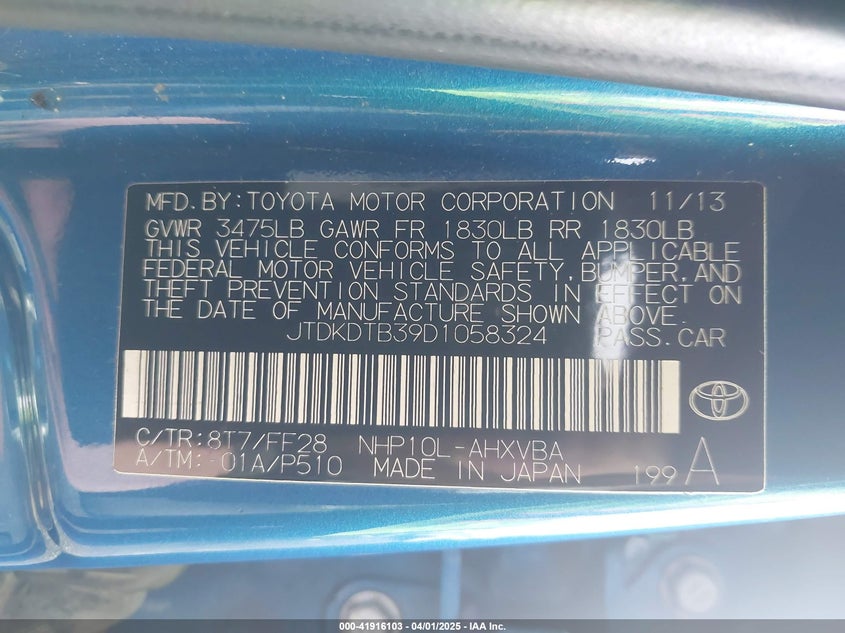 MFD. BY: TOYOTA MOTOR CORPORATION 11/13
GVWR 3475LB GAWR FR 1830LB RR 1830LB
THIS VEHICLE CONFORMS TO ALL APPLICABLE
FEDERAL MOTOR VEHICLE SAFETY, BUMPER, AND
THEFT PREVENTION STANDARDS IN EFFECT ON
THE DATE OF MANUFACTURE SHOWN ABOVE.
JTDKDTB39D1058324 PASS. CAR
C/TR: 8T7/FF28 NHP10L-AHXVBA
A/TM: -01A/P510 MADE IN JAPAN 199 A
000-41916103 - 04/01/2025 - IAA Inc.